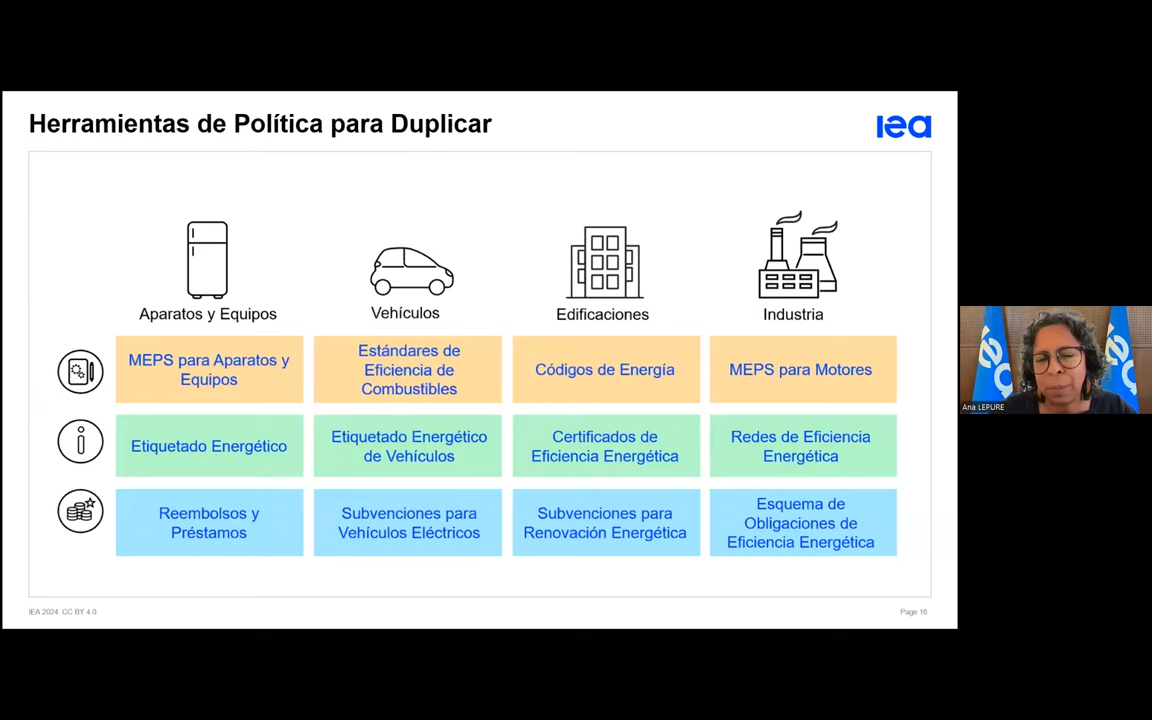 Herramientas de Política para Duplicar
iea
Aparatos y Equipos
Vehículos
Edificaciones
Industria
MEPS para Aparatos y
Equipos
Estándares de
Eficiencia de
Combustibles
Códigos de Energía
MEPS para Motores
Etiquetado Energético
Etiquetado Energético
de Vehículos
Certificados de
Eficiencia Energética
Redes de Eficiencia
Energética
Reembolsos y
Préstamos
Subvenciones para
Vehículos Eléctricos
Subvenciones para
Renovación Energética
Esquema de
Obligaciones de
Eficiencia Energética
IEA 2024. CC BY 4.0.
Page 16
iea
Ana LEPURE